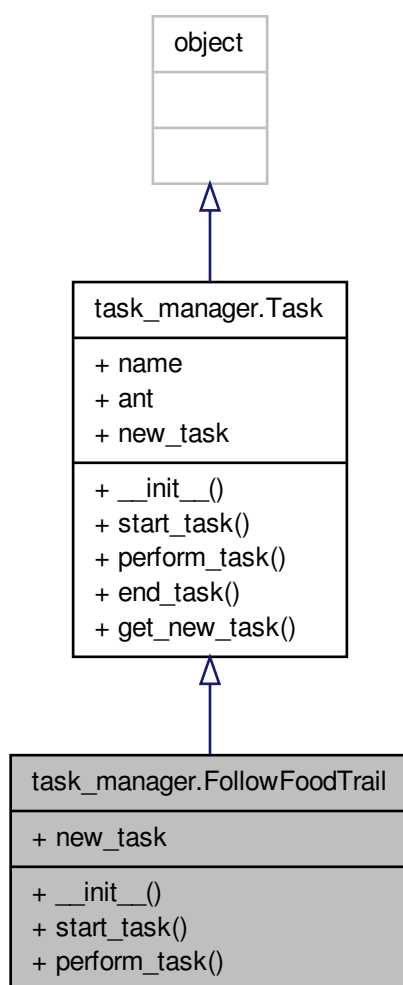 object
task_manager.Task
+ name
+ ant
+ new_task
+ __init__()
+ start_task()
+ perform_task()
+ end_task()
+ get_new_task()
task_manager.FollowFoodTrail
+ new_task
+ __init__()
+ start_task()
+ perform_task()